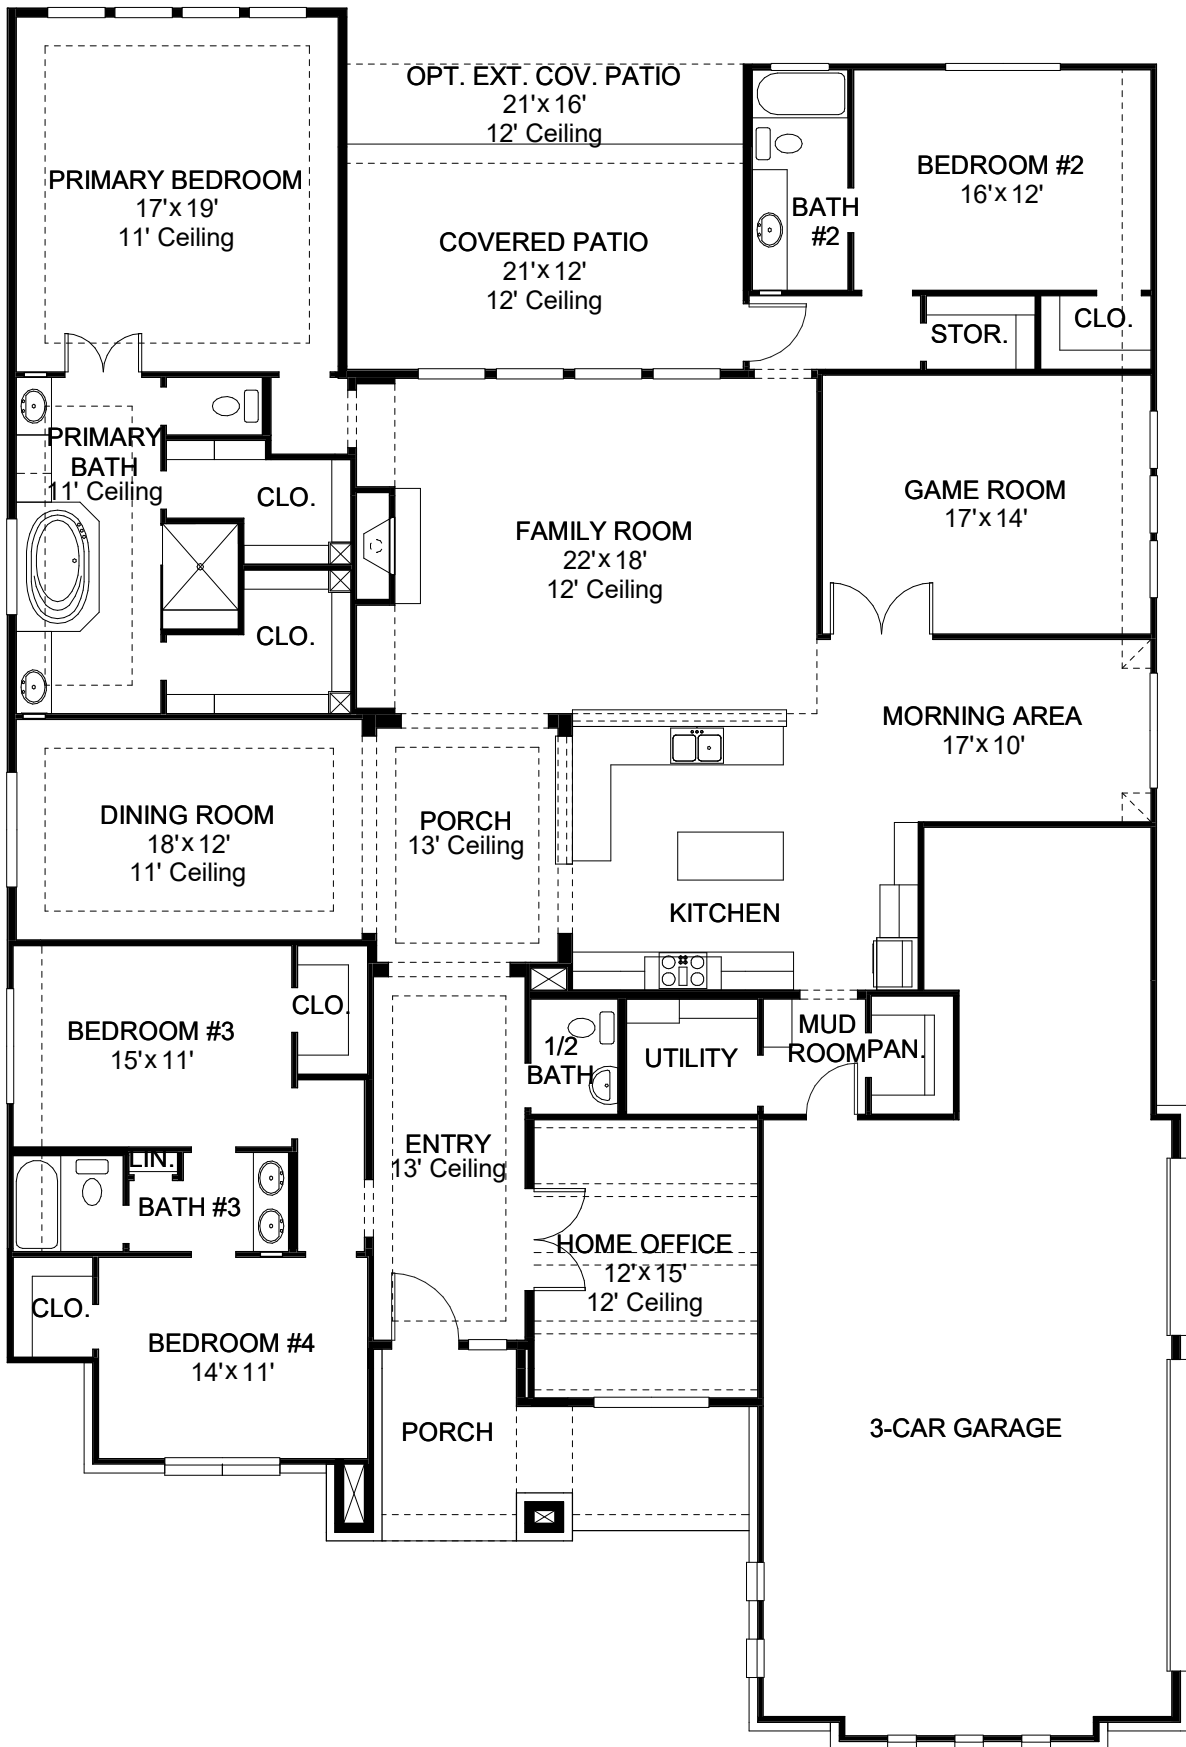 OPT. EXT. COV. PATIO
21'x 16'
12' Ceiling
PRIMARY BEDROOM
17'x 19'
11' Ceiling
COVERED PATIO
21'x 12'
12' Ceiling
BATH
#2
BEDROOM #2
16'x 12'
STOR.
CLO.
PRIMARY
BATH
11' Ceiling
CLO.
CLO.
FAMILY ROOM
22'x 18'
12' Ceiling
GAME ROOM
17'x 14'
MORNING AREA
17'x 10'
DINING ROOM
18'x 12'
11' Ceiling
PORCH
13' Ceiling
KITCHEN
BEDROOM #3
15'x 11'
CLO.
1/2
BATH
UTILITY
MUD
ROOM
PAN.
ENTRY
13' Ceiling
LIN.
BATH #3
HOME OFFICE
12'x 15'
12' Ceiling
CLO.
BEDROOM #4
14'x 11'
PORCH
3-CAR GARAGE